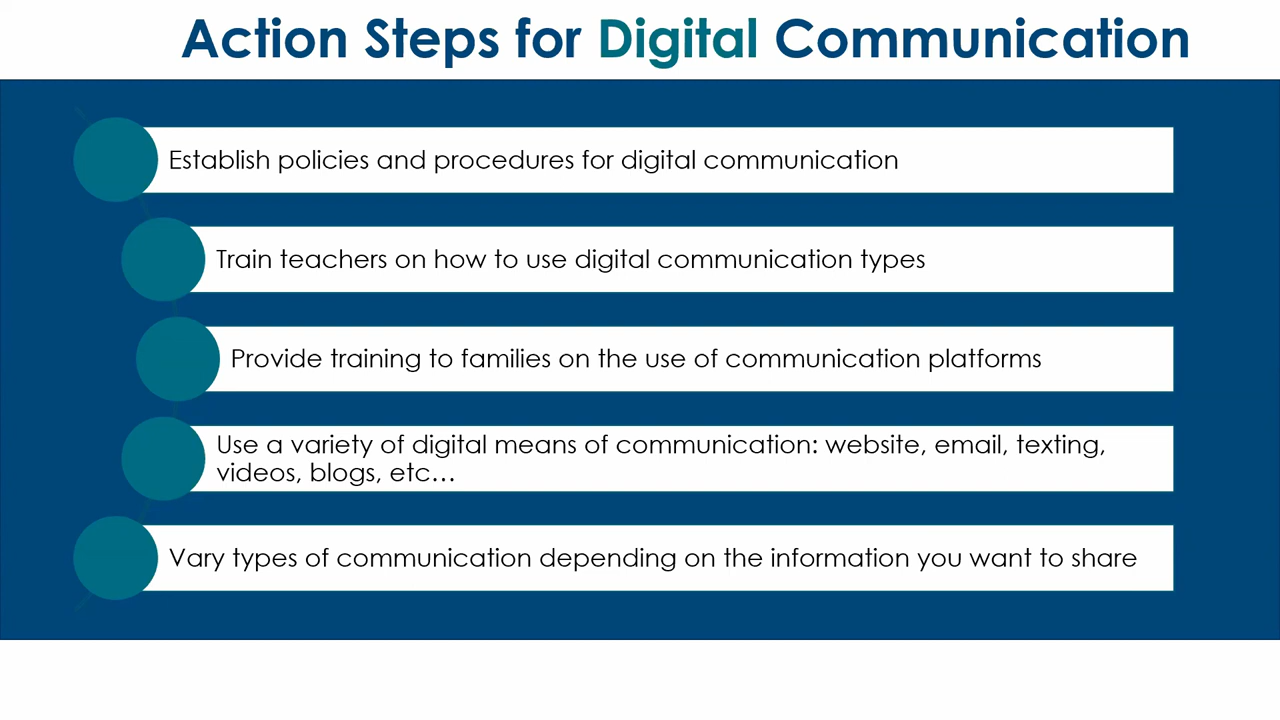 Action Steps for Digital Communication
Establish policies and procedures for digital communication
Train teachers on how to use digital communication types
Provide training to families on the use of communication platforms
Use a variety of digital means of communication: website, email, texting,
videos, blogs, etc…
Vary types of communication depending on the information you want to share